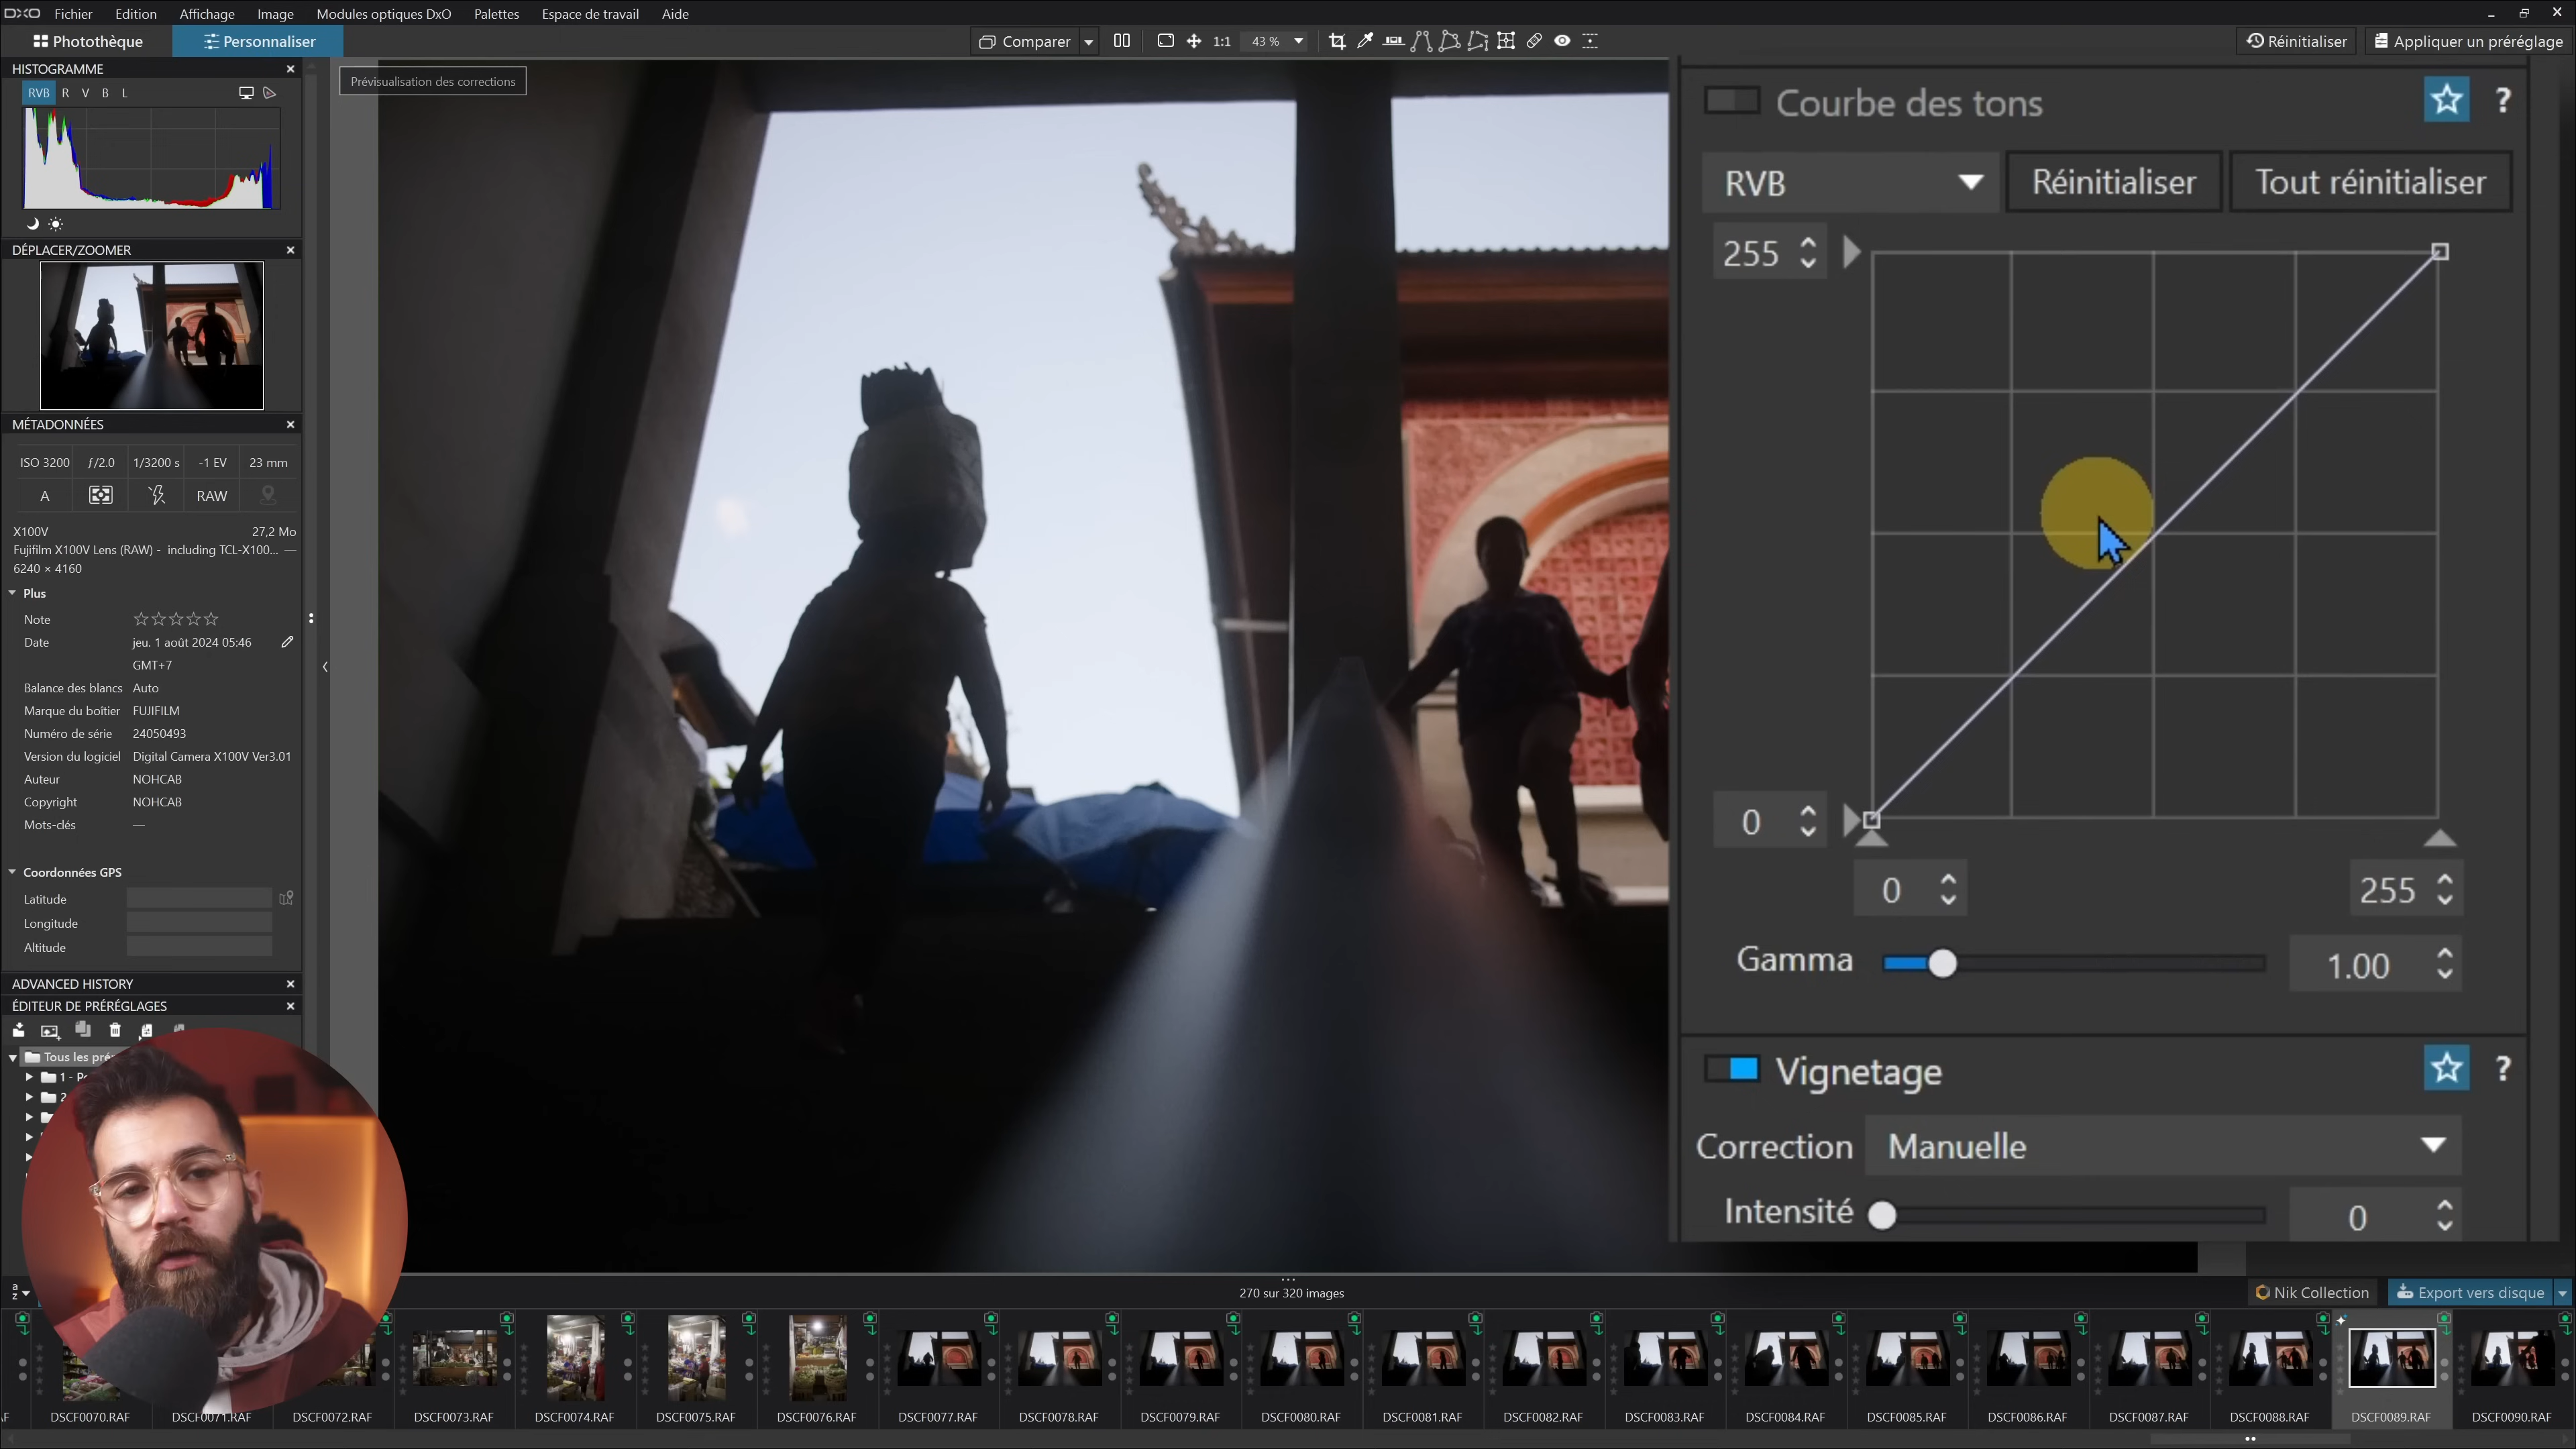 DXO Fichier Edition Affichage Image Modules optiques DxO Palettes Espace de travail Aide
Photothèque Personnaliser Comparer 1:1 43 % Réinitialiser Appliquer un préréglage
HISTOGRAMME
RVB R V B L
Prévisualisation des corrections
DÉPLACER/ZOOMER
MÉTADONNÉES
ISO 3200 ƒ/2.0 1/3200 s -1 EV 23 mm
A RAW
X100V 27,2 Mo
Fujifilm X100V Lens (RAW) - including TCL-X100... —
6240 × 4160
Plus
Note
Date jeu. 1 août 2024 05:46
GMT+7
Balance des blancs Auto
Marque du boîtier FUJIFILM
Numéro de série 24050493
Version du logiciel Digital Camera X100V Ver3.01
Auteur NOHCAB
Copyright NOHCAB
Mots-clés —
Coordonnées GPS
Latitude
Longitude
Altitude
ADVANCED HISTORY
ÉDITEUR DE PRÉRÉGLAGES
Tous les
1 -
2
Courbe des tons ?
RVB Réinitialiser Tout réinitialiser
255
0
0 255
Gamma 1.00
Vignetage ?
Correction Manuelle
Intensité 0
270 sur 320 images
Nik Collection Export vers disque
DSCF0070.RAF DSCF0071.RAF DSCF0072.RAF DSCF0073.RAF DSCF0074.RAF DSCF0075.RAF DSCF0076.RAF DSCF0077.RAF DSCF0078.RAF DSCF0079.RAF DSCF0080.RAF DSCF0081.RAF DSCF0082.RAF DSCF0083.RAF DSCF0084.RAF DSCF0085.RAF DSCF0086.RAF DSCF0087.RAF DSCF0088.RAF DSCF0089.RAF DSCF0090.RAF